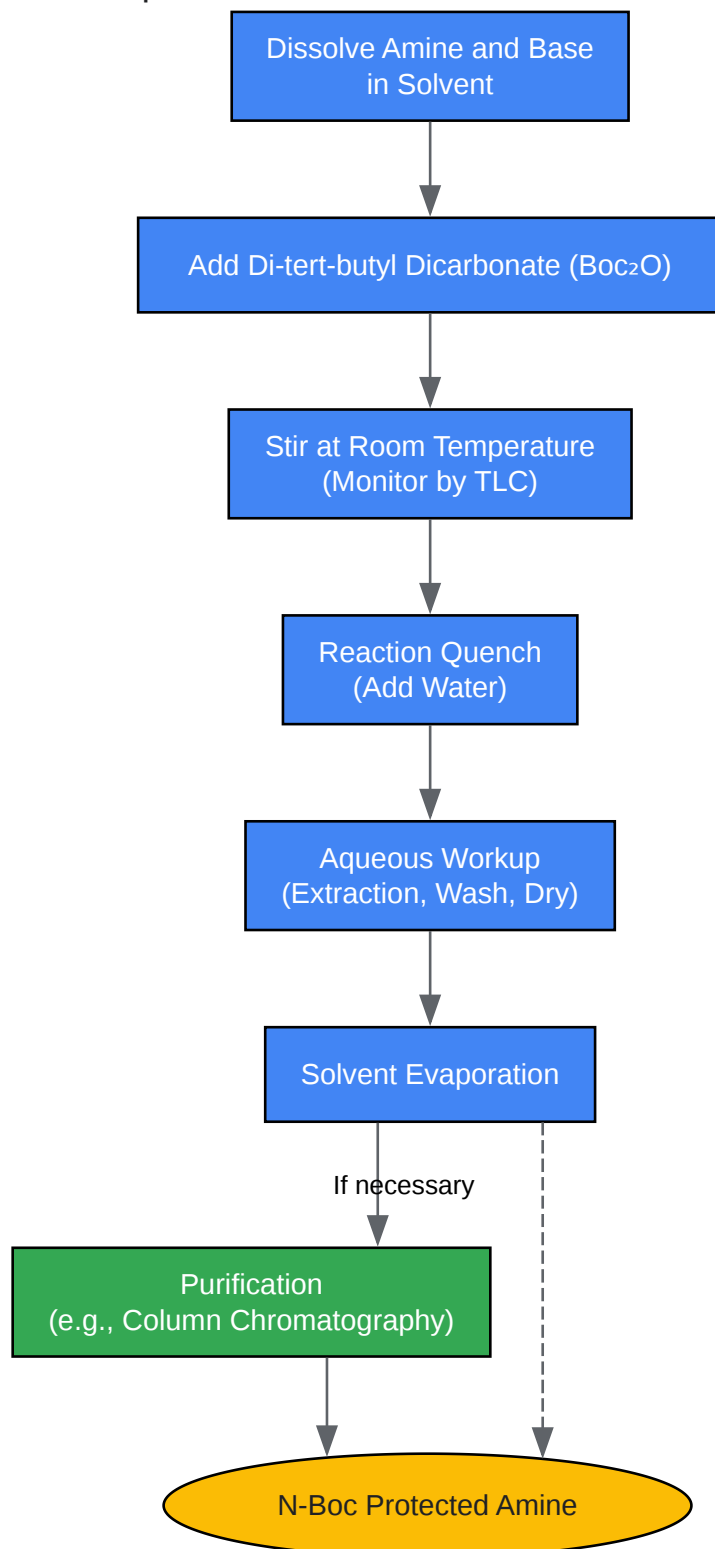 Dissolve Amine and Base
in Solvent
Add Di-tert-butyl Dicarbonate (Boc₂O)
Stir at Room Temperature
(Monitor by TLC)
Reaction Quench
(Add Water)
Aqueous Workup
(Extraction, Wash, Dry)
Solvent Evaporation
If necessary
Purification
(e.g., Column Chromatography)
N-Boc Protected Amine